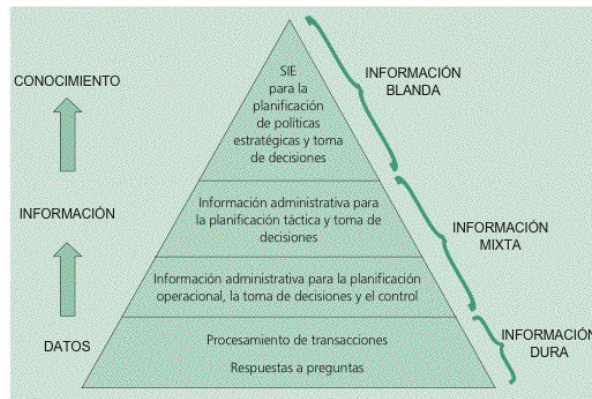 CONOCIMIENTO
INFORMACIÓN
DATOS
SIE
para la
planificación
de políticas
estratégicas y toma
de decisiones
Información administrativa para
la planificación táctica y toma de
decisiones
Información administrativa para la planificación
operacional, la toma de decisiones y el control
Procesamiento de transacciones
Respuestas a preguntas
INFORMACIÓN
BLANDA
INFORMACIÓN
MIXTA
INFORMACIÓN
DURA